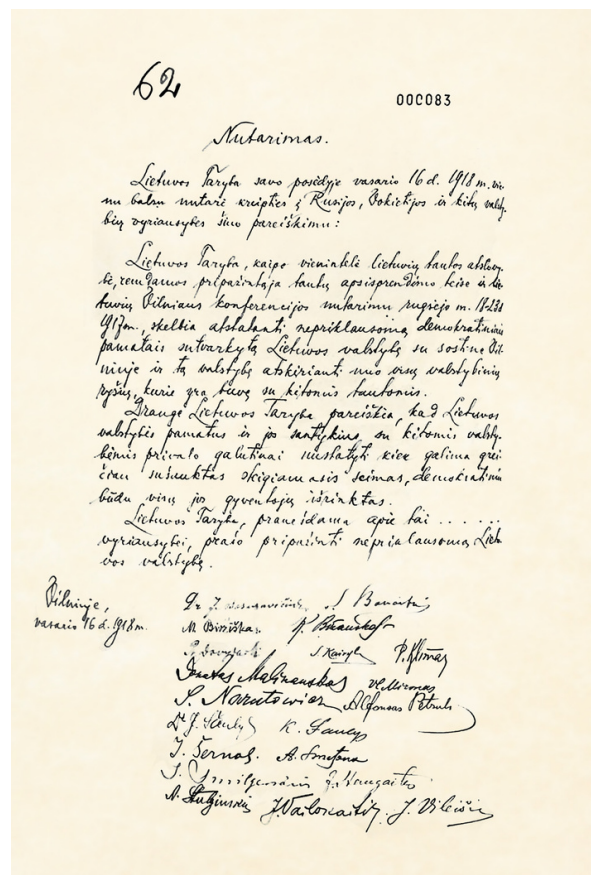 62
000083
Nutarimas.
Lietuvos Taryba savo posėdyje vasario 16 d. 1918 m. vie-
nu balsu nutarė kreipties į Rusijos, Vokietijos ir kitų valsty-
bių vyriausybes šiuo pareiškimu:
Lietuvos Taryba, kaipo vienintelė lietuvių tautos atstovy-
bė, remdamos pripažintąja tautų apsisprendimo teise ir lie-
tuvių Vilniaus konferencijos nutarimu rugsėjo m. 18-23 d.
1917 m., skelbia atstatanti nepriklausomą demokratiniais
pamatais sutvarkytą Lietuvos valstybę su sostine Vil-
niuje ir tą valstybę atskirianti nuo visų valstybinių
ryšių, kurie yra buvę su kitomis tautomis.
Drauge Lietuvos Taryba pareiškia, kad Lietuvos
valstybės pamatus ir jos santykius su kitomis valsty-
bėmis privalo galutinai nustatyti kiek galima grei-
čiau sušauktas steigiamasis seimas, demokratiniu
būdu visų jos gyventojų išrinktas.
Lietuvos Taryba, pranešdama apie tai . . . . . .
vyriausybei, prašo pripažinti nepriklausomą Lietu-
vos valstybę.
Vilniuje,
vasario 16 d. 1918 m.
Dr. J. Basanavičius S. Banaitis
M. Biržiška K. Bizauskas
Pr. Dovydaitis S. Kairys P. Klimas
Donatas Malinauskas Vl. Mironas
S. Narutowicz Alfonsas Petrulis
Dr J. Šaulys K. Šaulys
J. Šernas A. Smetona
J. Smilgevičius J. Staugaitis
A. Stulginskis J. Vailokaitis J. Vileišis